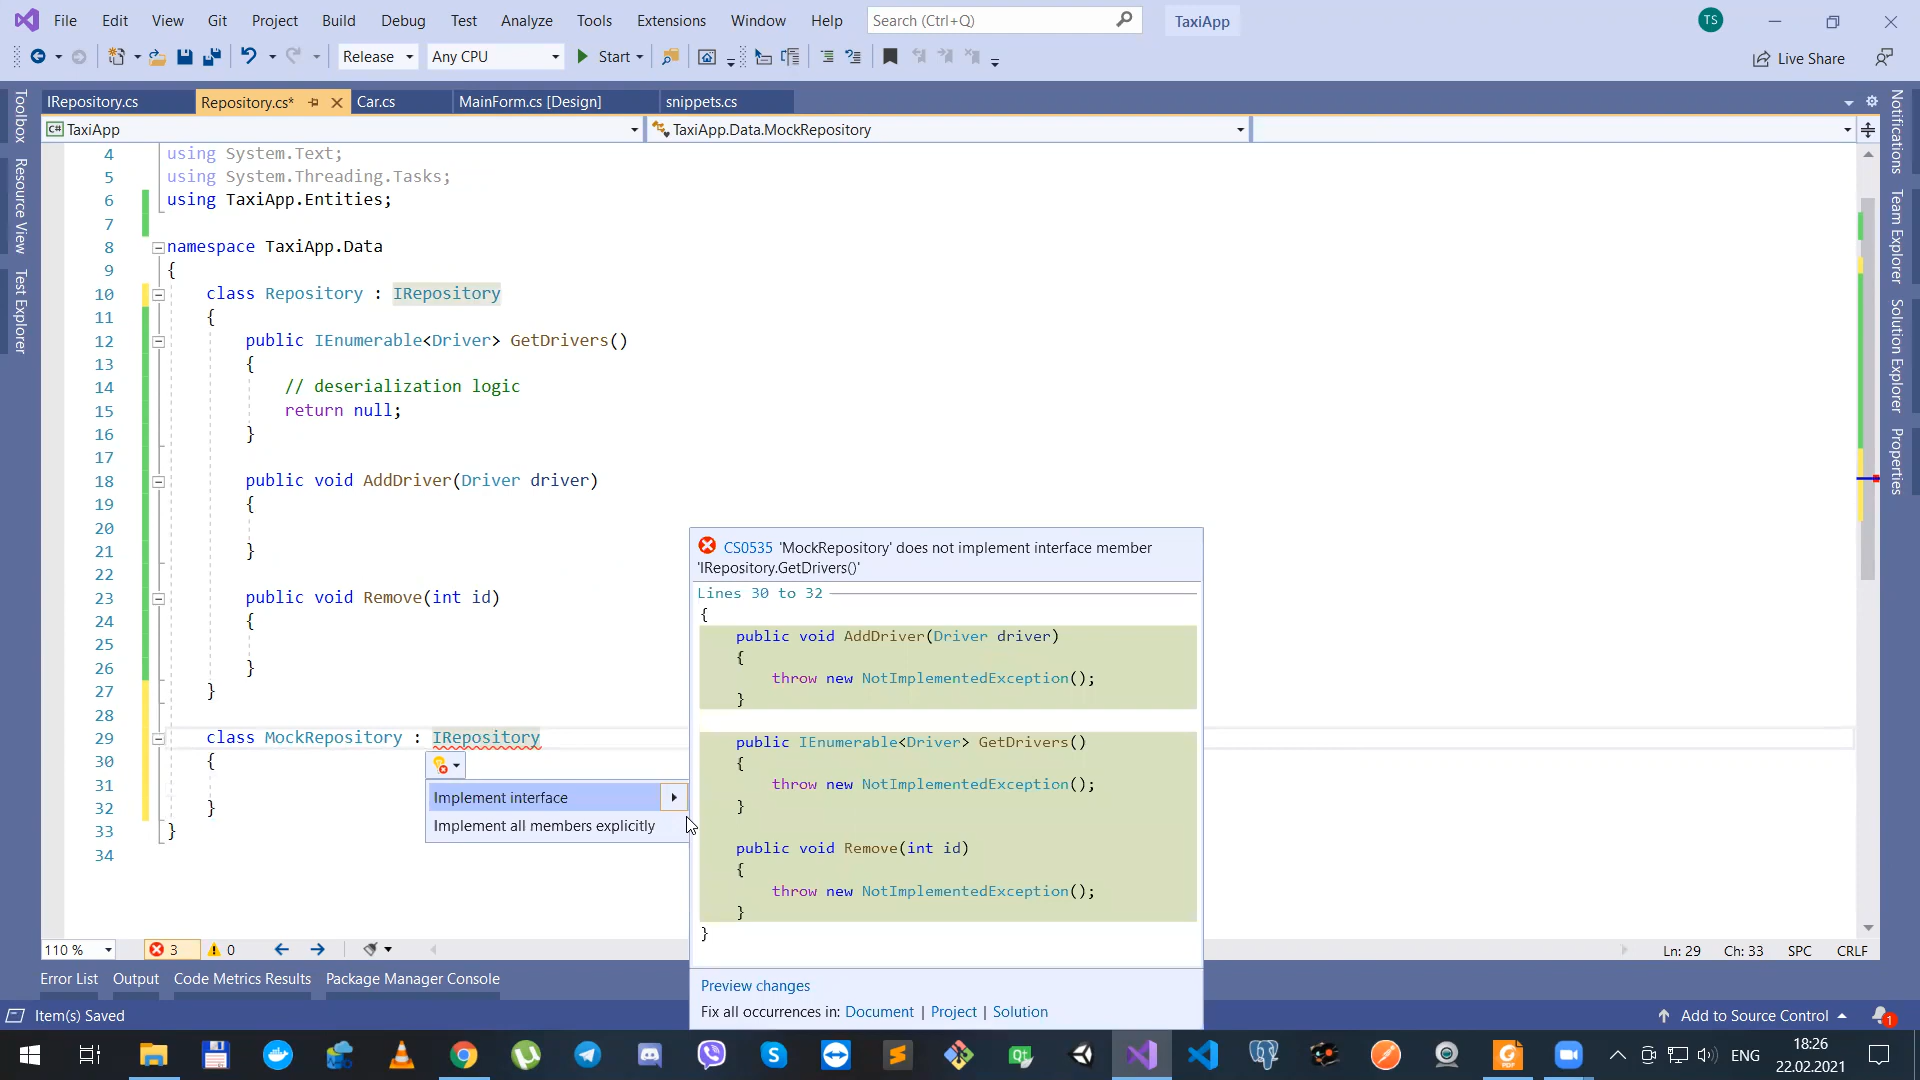 File Edit View Git Project Build Debug Test Analyze Tools Extensions Window Help Search (Ctrl+Q) TaxiApp TS
Release Any CPU Start Live Share
IRepository.cs Repository.cs* Car.cs MainForm.cs [Design] snippets.cs
C# TaxiApp TaxiApp.Data.MockRepository
Toolbox
Resource View
Test Explorer
Notifications
Team Explorer
Solution Explorer
Properties
4 using System.Text;
5 using System.Threading.Tasks;
6 using TaxiApp.Entities;
7
8 namespace TaxiApp.Data
9 {
10 class Repository : IRepository
11 {
12 public IEnumerable<Driver> GetDrivers()
13 {
14 // deserialization logic
15 return null;
16 }
17
18 public void AddDriver(Driver driver)
19 {
20
21 }
22
23 public void Remove(int id)
24 {
25
26 }
27 }
28
29 class MockRepository : IRepository
30 {
31
32 }
33 }
34
Implement interface
Implement all members explicitly
CS0535 'MockRepository' does not implement interface member
'IRepository.GetDrivers()'
Lines 30 to 32
{
public void AddDriver(Driver driver)
{
throw new NotImplementedException();
}
public IEnumerable<Driver> GetDrivers()
{
throw new NotImplementedException();
}
public void Remove(int id)
{
throw new NotImplementedException();
}
}
Preview changes
Fix all occurrences in: Document | Project | Solution
110 % 3 0 Ln: 29 Ch: 33 SPC CRLF
Error List Output Code Metrics Results Package Manager Console
Item(s) Saved Add to Source Control 1
ENG 18:26
22.02.2021